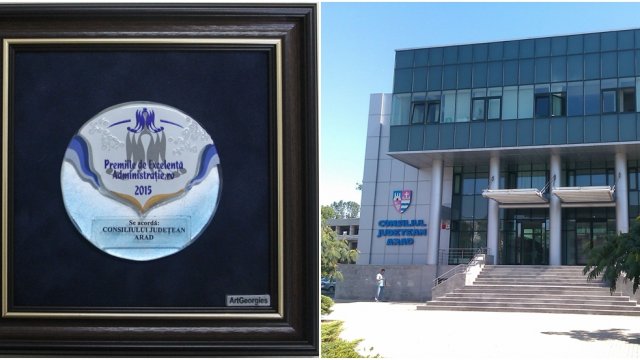 Premiile de Excelență
Administrație.ro
2015
Se acordă:
CONSILIULUI JUDEȚEAN
ARAD
ArtGeorgies
CONSILIUL
JUDEȚEAN
ARAD